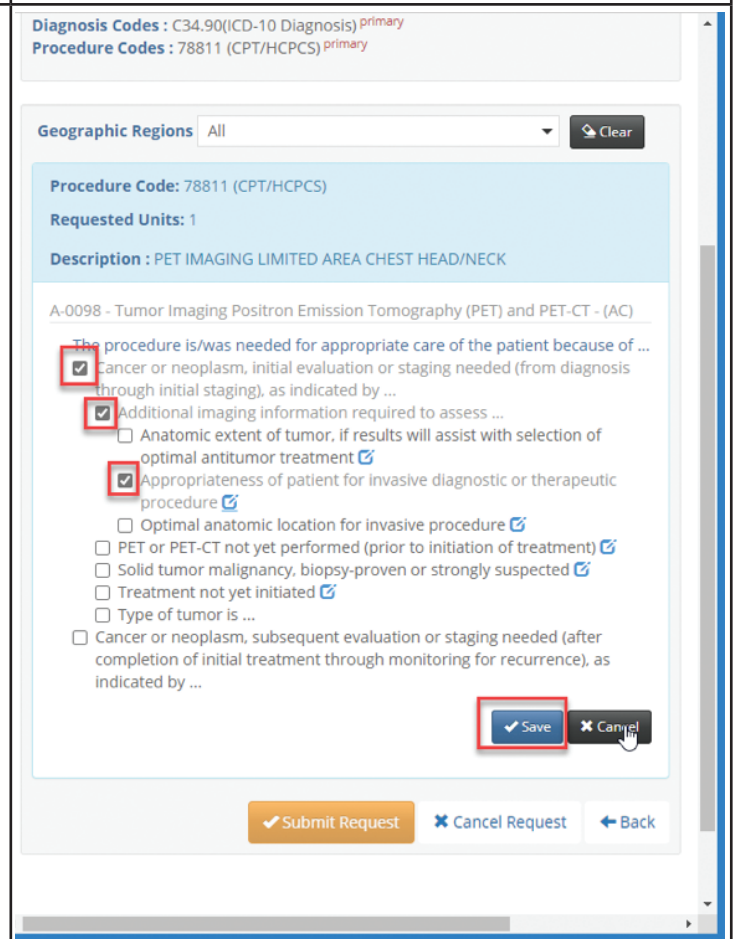 Diagnosis Codes : C34.90(ICD-10 Diagnosis) primary
Procedure Codes : 78811 (CPT/HCPCS) primary
Geographic Regions All Clear
Procedure Code: 78811 (CPT/HCPCS)
Requested Units: 1
Description : PET IMAGING LIMITED AREA CHEST HEAD/NECK
A-0098 - Tumor Imaging Positron Emission Tomography (PET) and PET-CT - (AC)
The procedure is/was needed for appropriate care of the patient because of ...
Cancer or neoplasm, initial evaluation or staging needed (from diagnosis
through initial staging), as indicated by ...
Additional imaging information required to assess ...
Anatomic extent of tumor, if results will assist with selection of
optimal antitumor treatment
Appropriateness of patient for invasive diagnostic or therapeutic
procedure
Optimal anatomic location for invasive procedure
PET or PET-CT not yet performed (prior to initiation of treatment)
Solid tumor malignancy, biopsy-proven or strongly suspected
Treatment not yet initiated
Type of tumor is ...
Cancer or neoplasm, subsequent evaluation or staging needed (after
completion of initial treatment through monitoring for recurrence), as
indicated by ...
Save Cancel
Submit Request Cancel Request Back